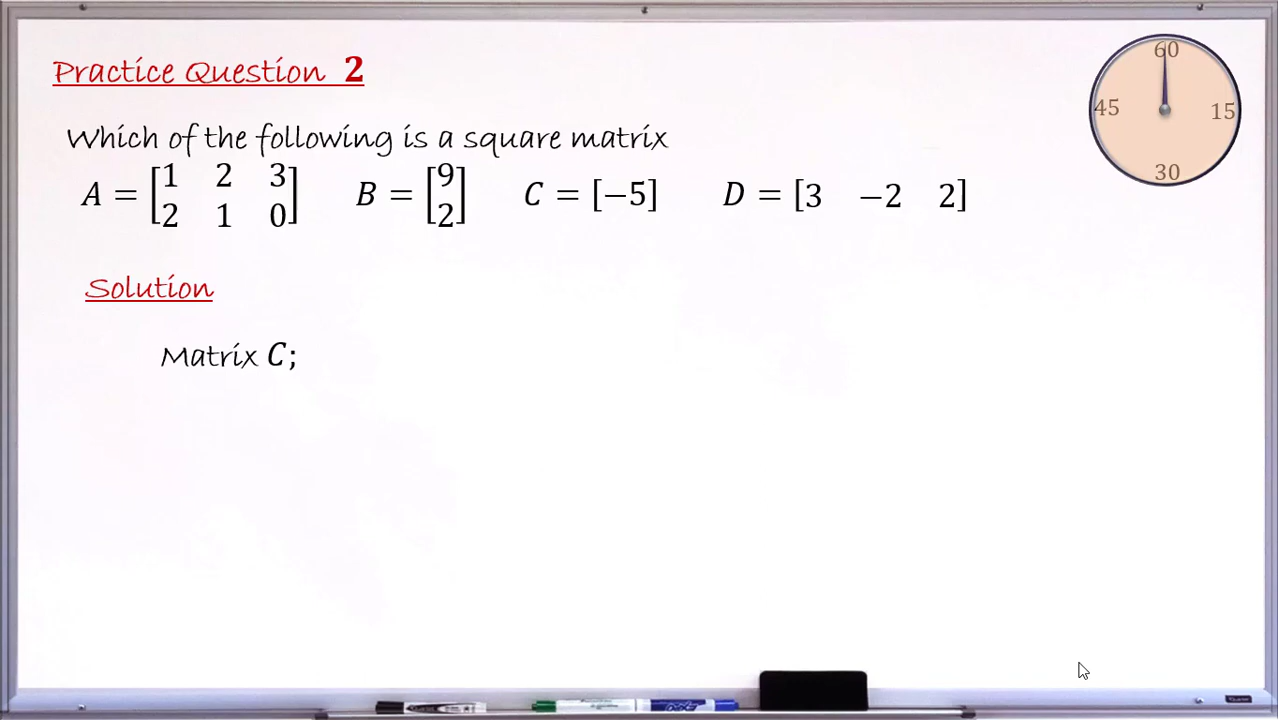 Practice Question 2
60
45
15
30
Which of the following is a square matrix
A = [1 2 3
2 1 0] B = [9
2] C = [−5] D = [3 −2 2]
Solution
Matrix C;